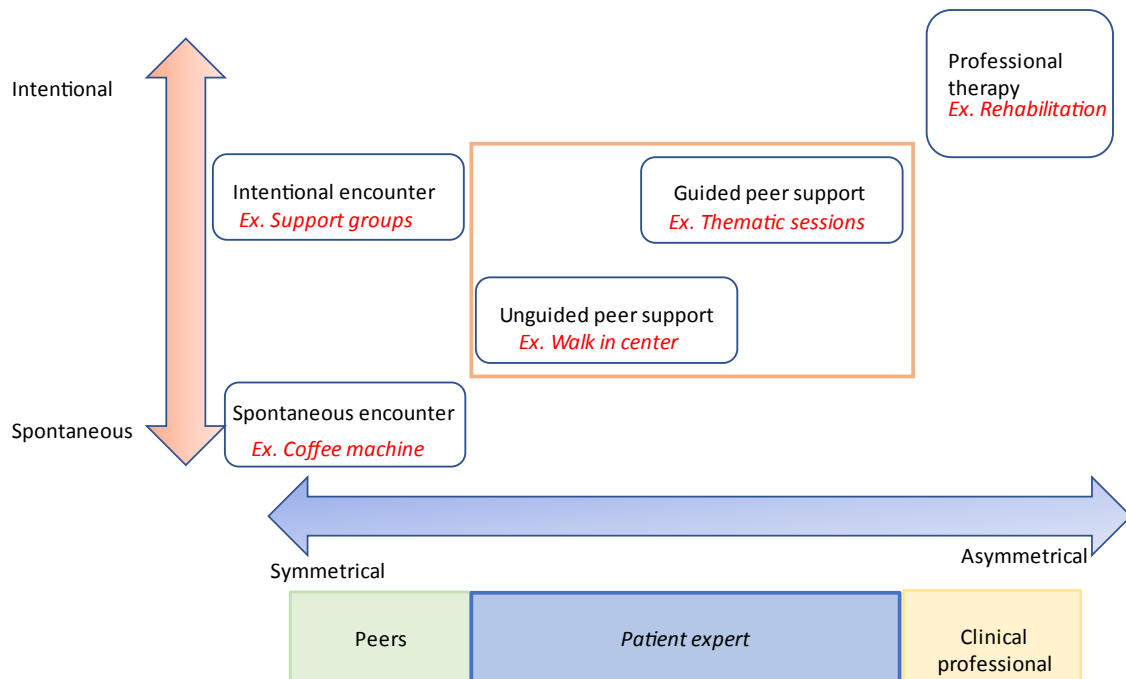 Intentional
Professional
therapy
Ex. Rehabilitation
Intentional encounter
Ex. Support groups
Guided peer support
Ex. Thematic sessions
Unguided peer support
Ex. Walk in center
Spontaneous
Spontaneous encounter
Ex. Coffee machine
Symmetrical
Asymmetrical
Peers
Patient expert
Clinical
professional